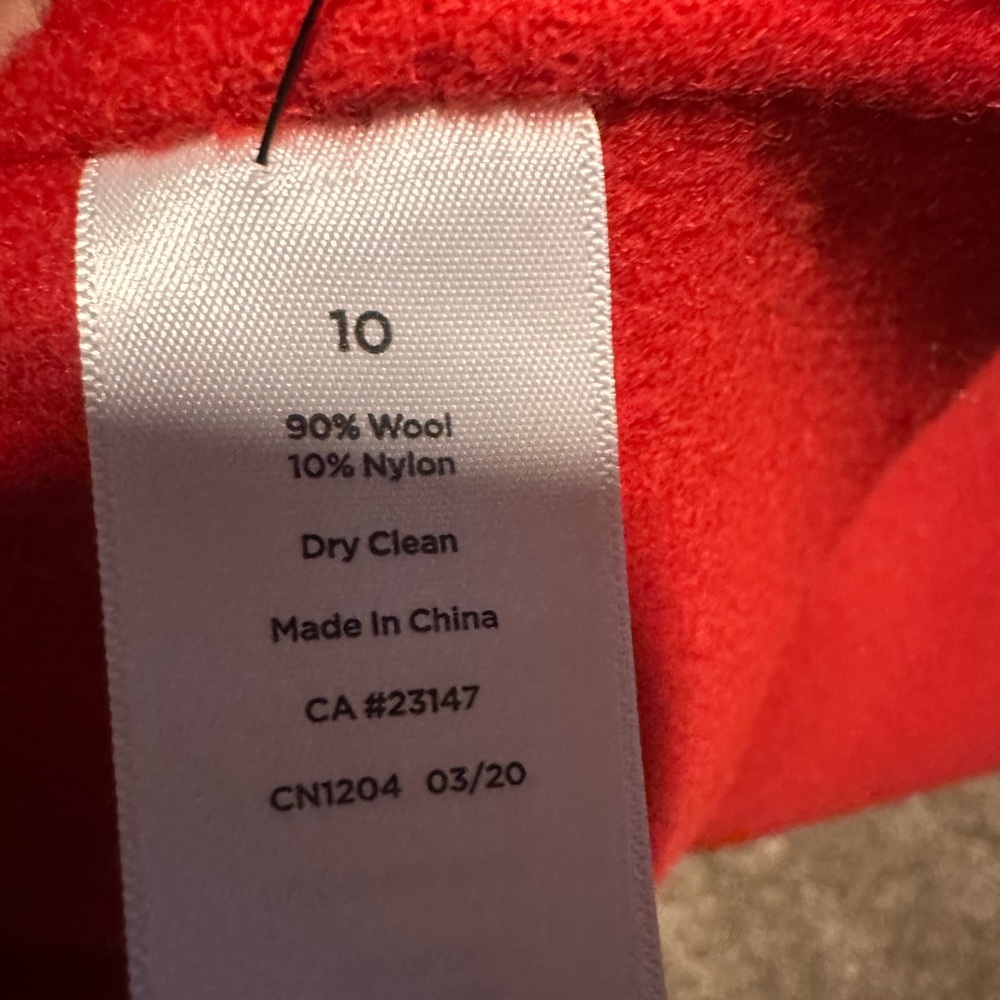 10
90% Wool
10% Nylon
Dry Clean
Made In China
CA #23147
CN1204 03/20